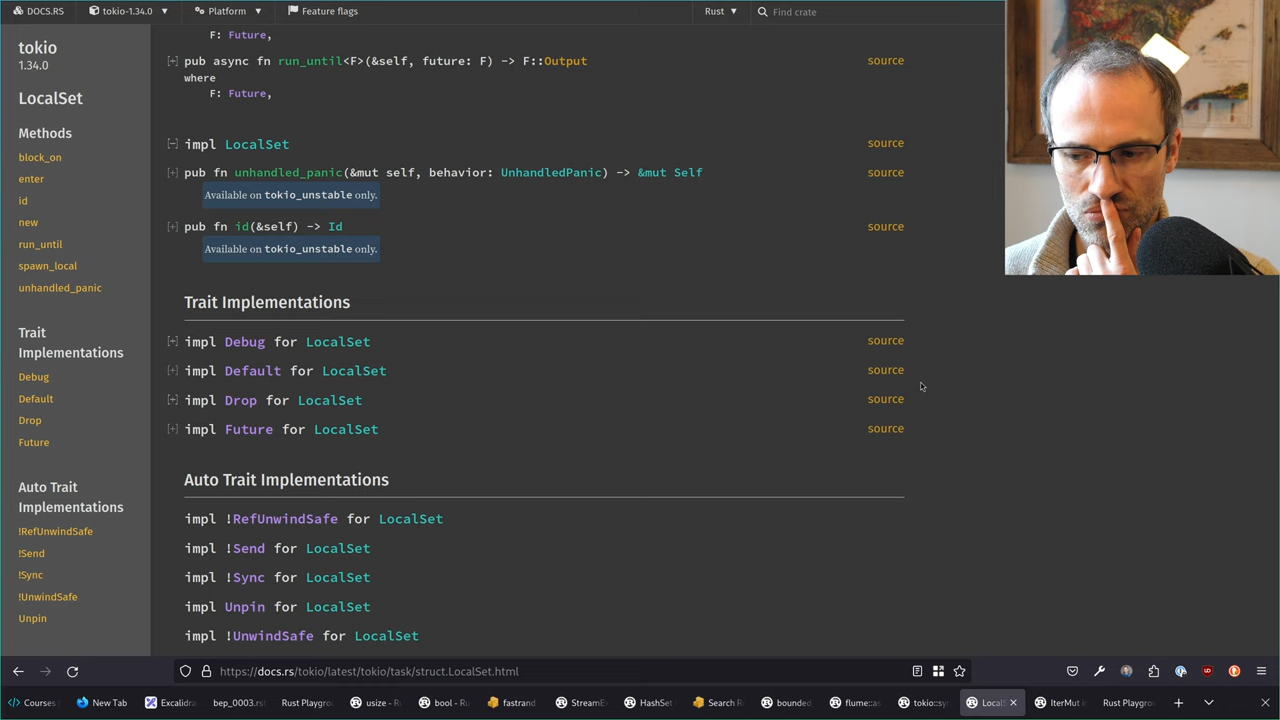 DOCS.RS tokio-1.34.0 Platform Feature flags Rust Find crate
tokio
1.34.0
LocalSet
Methods
block_on
enter
id
new
run_until
spawn_local
unhandled_panic
Trait
Implementations
Debug
Default
Drop
Future
Auto Trait
Implementations
!RefUnwindSafe
!Send
!Sync
!UnwindSafe
Unpin
F: Future,
[+] pub async fn run_until<F>(&self, future: F) -> F::Output source
where
F: Future,
[-] impl LocalSet source
[+] pub fn unhandled_panic(&mut self, behavior: UnhandledPanic) -> &mut Self source
Available on tokio_unstable only.
[+] pub fn id(&self) -> Id source
Available on tokio_unstable only.
Trait Implementations
[+] impl Debug for LocalSet source
[+] impl Default for LocalSet source
[+] impl Drop for LocalSet source
[+] impl Future for LocalSet source
Auto Trait Implementations
impl !RefUnwindSafe for LocalSet
impl !Send for LocalSet
impl !Sync for LocalSet
impl Unpin for LocalSet
impl !UnwindSafe for LocalSet
https://docs.rs/tokio/latest/tokio/task/struct.LocalSet.html
Courses New Tab Excalidra bep_0003.rst Rust Playgro usize - Ru bool - Rus fastrand StreamEx HashSet Search R bounded flume::as tokio::syn LocalS IterMut in Rust Playgro